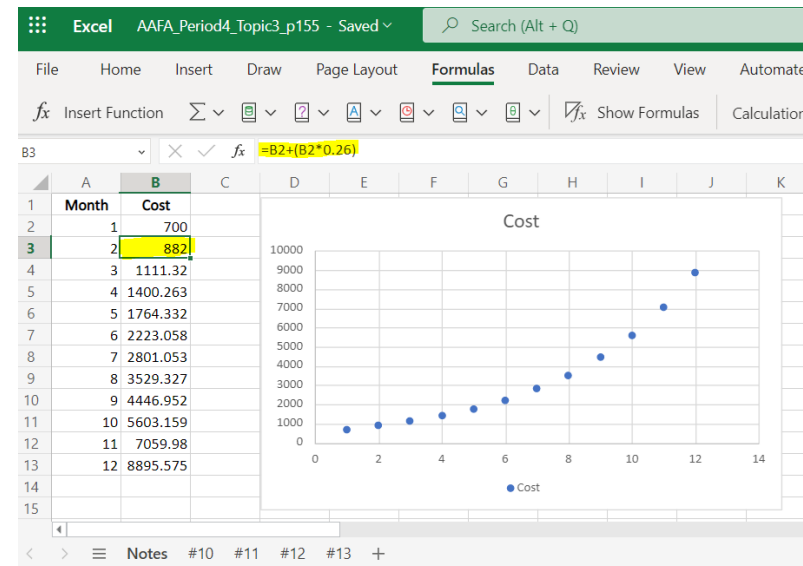 Excel AAFA_Period4_Topic3_p155 - Saved Search (Alt + Q)
File Home Insert Draw Page Layout Formulas Data Review View Automate
fx Insert Function Show Formulas Calculation
B3 fx =B2+(B2*0.26)
A B C D E F G H I J K
1 Month Cost
2 1 700
3 2 882
4 3 1111.32
5 4 1400.263
6 5 1764.332
7 6 2223.058
8 7 2801.053
9 8 3529.327
10 9 4446.952
11 10 5603.159
12 11 7059.98
13 12 8895.575
14
15
Cost
10000
9000
8000
7000
6000
5000
4000
3000
2000
1000
0
0 2 4 6 8 10 12 14
Cost
Notes #10 #11 #12 #13 +